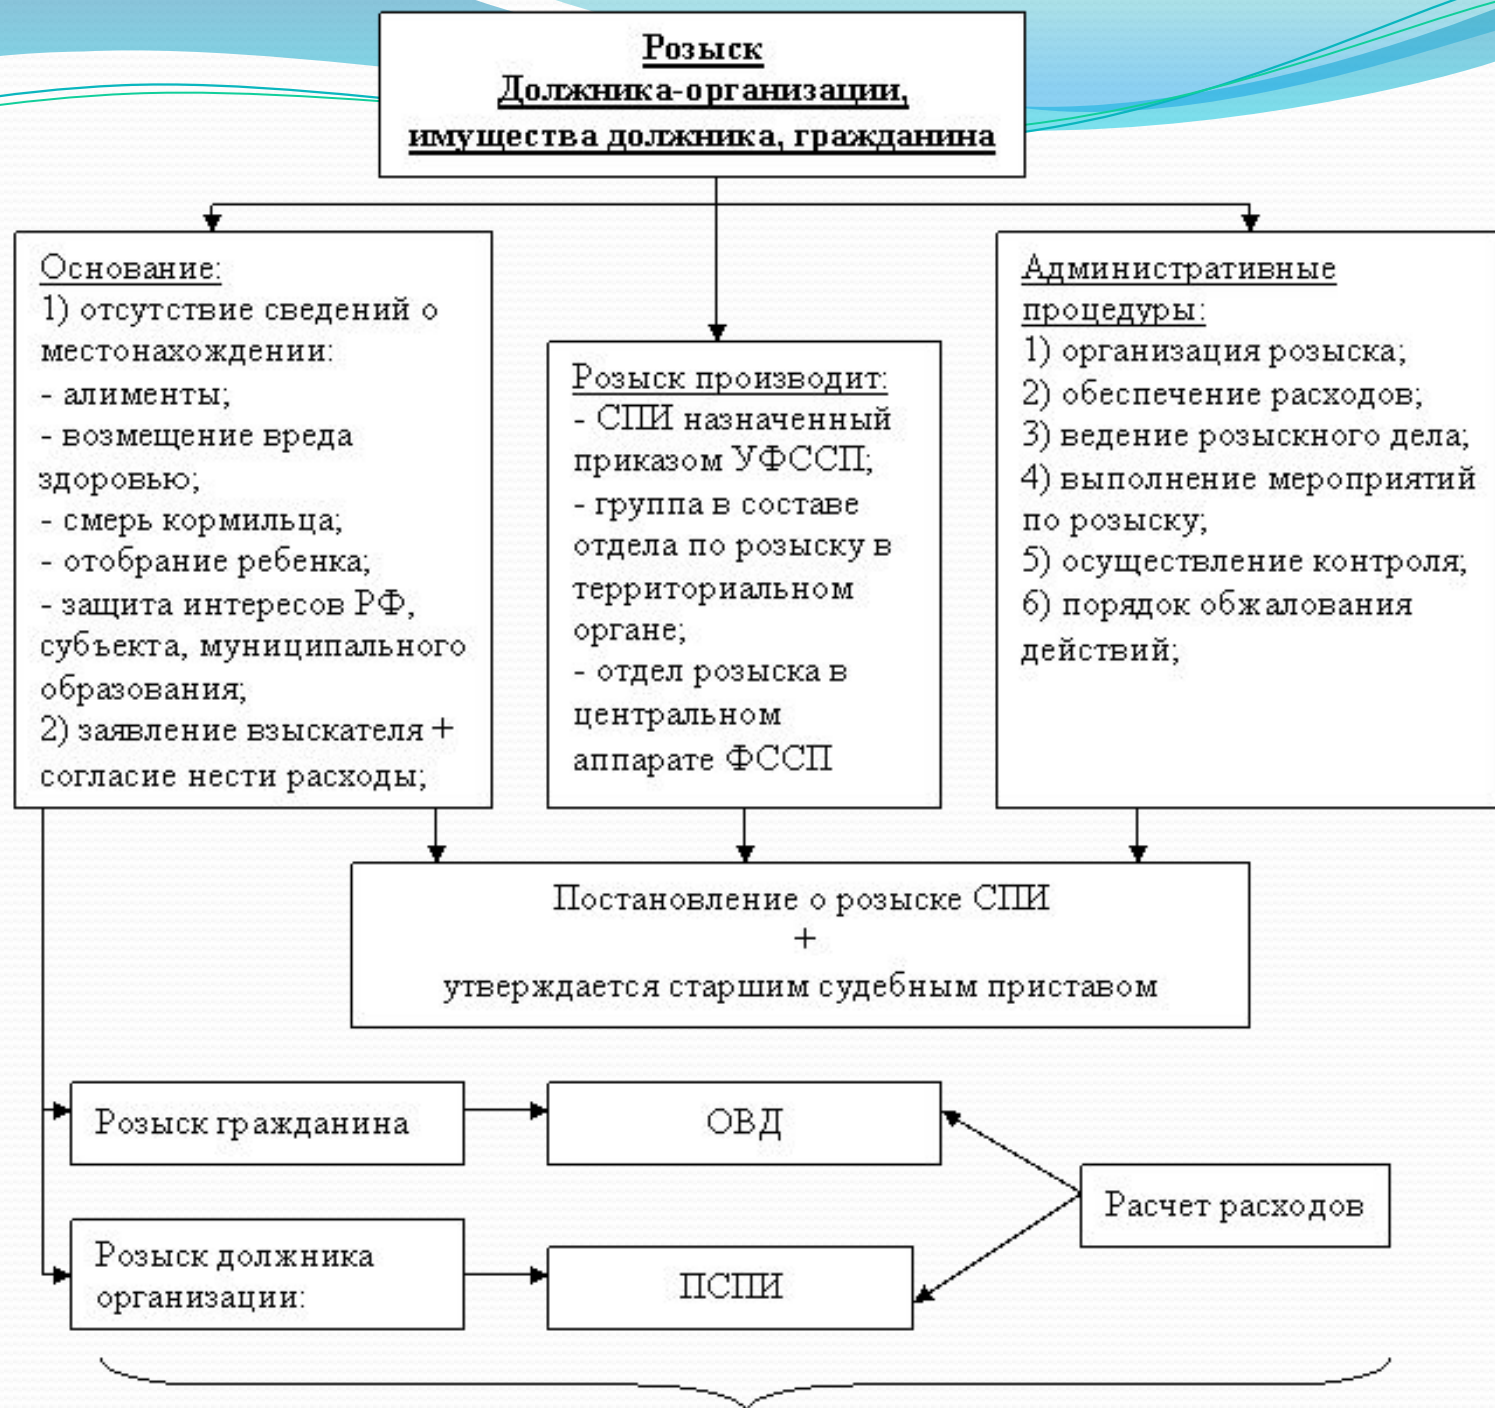 Розыск
Должника-организации,
имущества должника, гражданина
Основание:
1) отсутствие сведений о
местонахождении:
- алименты;
- возмещение вреда
здоровью;
- смерь кормильца;
- отобрание ребенка;
- защита интересов РФ,
субъекта, муниципального
образования;
2) заявление взыскателя +
согласие нести расходы;
Розыск производит:
- СПИ назначенный
приказом УФССП;
- группа в составе
отдела по розыску в
территориальном
органе;
- отдел розыска в
центральном
аппарате ФССП
Административные
процедуры:
1) организация розыска;
2) обеспечение расходов;
3) ведение розыскного дела;
4) выполнение мероприятий
по розыску;
5) осуществление контроля;
6) порядок обжалования
действий;
Постановление о розыске СПИ
+
утверждается старшим судебным приставом
Розыск гражданина
ОВД
Расчет расходов
Розыск должника
организации:
ПСПИ